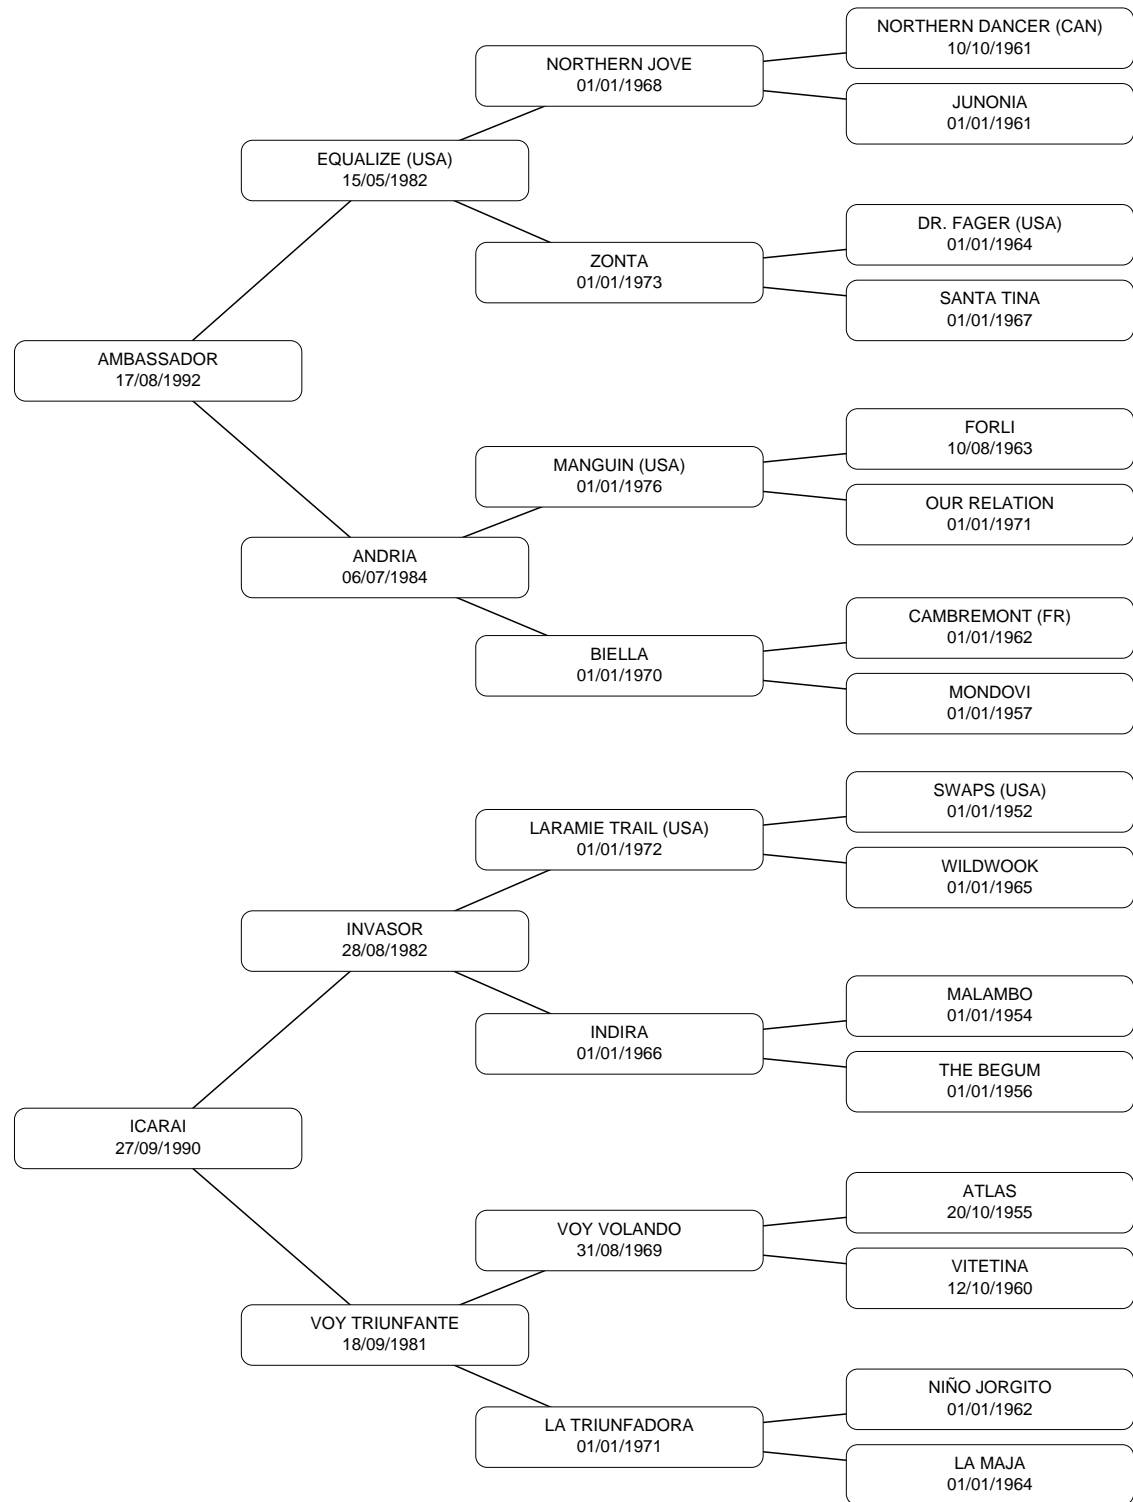 NORTHERN DANCER (CAN)
10/10/1961
NORTHERN JOVE
01/01/1968
JUNONIA
01/01/1961
EQUALIZE (USA)
15/05/1982
DR. FAGER (USA)
01/01/1964
ZONTA
01/01/1973
SANTA TINA
01/01/1967
AMBASSADOR
17/08/1992
FORLI
10/08/1963
MANGUIN (USA)
01/01/1976
OUR RELATION
01/01/1971
ANDRIA
06/07/1984
CAMBREMONT (FR)
01/01/1962
BIELLA
01/01/1970
MONDOVI
01/01/1957
SWAPS (USA)
01/01/1952
LARAMIE TRAIL (USA)
01/01/1972
WILDWOOK
01/01/1965
INVASOR
28/08/1982
MALAMBO
01/01/1954
INDIRA
01/01/1966
THE BEGUM
01/01/1956
ICARAI
27/09/1990
ATLAS
20/10/1955
VOY VOLANDO
31/08/1969
VITETINA
12/10/1960
VOY TRIUNFANTE
18/09/1981
NIÑO JORGITO
01/01/1962
LA TRIUNFADORA
01/01/1971
LA MAJA
01/01/1964